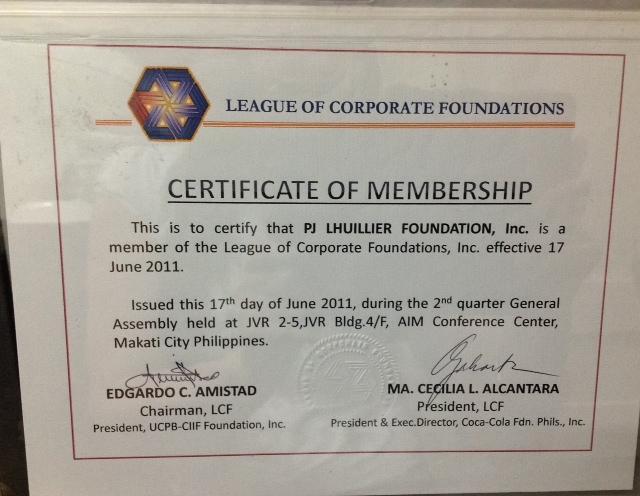 LEAGUE OF CORPORATE FOUNDATIONS
CERTIFICATE OF MEMBERSHIP
This is to certify that PJ LHUILLIER FOUNDATION, Inc. is a
member of the League of Corporate Foundations, Inc. effective 17
June 2011.
Issued this 17th day of June 2011, during the 2nd quarter General
Assembly held at JVR 2-5,JVR Bldg.4/F, AIM Conference Center,
Makati City Philippines.
EDGARDO C. AMISTAD
Chairman, LCF
President, UCPB-CIIF Foundation, Inc.
MA. CECILIA L. ALCANTARA
President, LCF
President & Exec.Director, Coca-Cola Fdn. Phils., Inc.